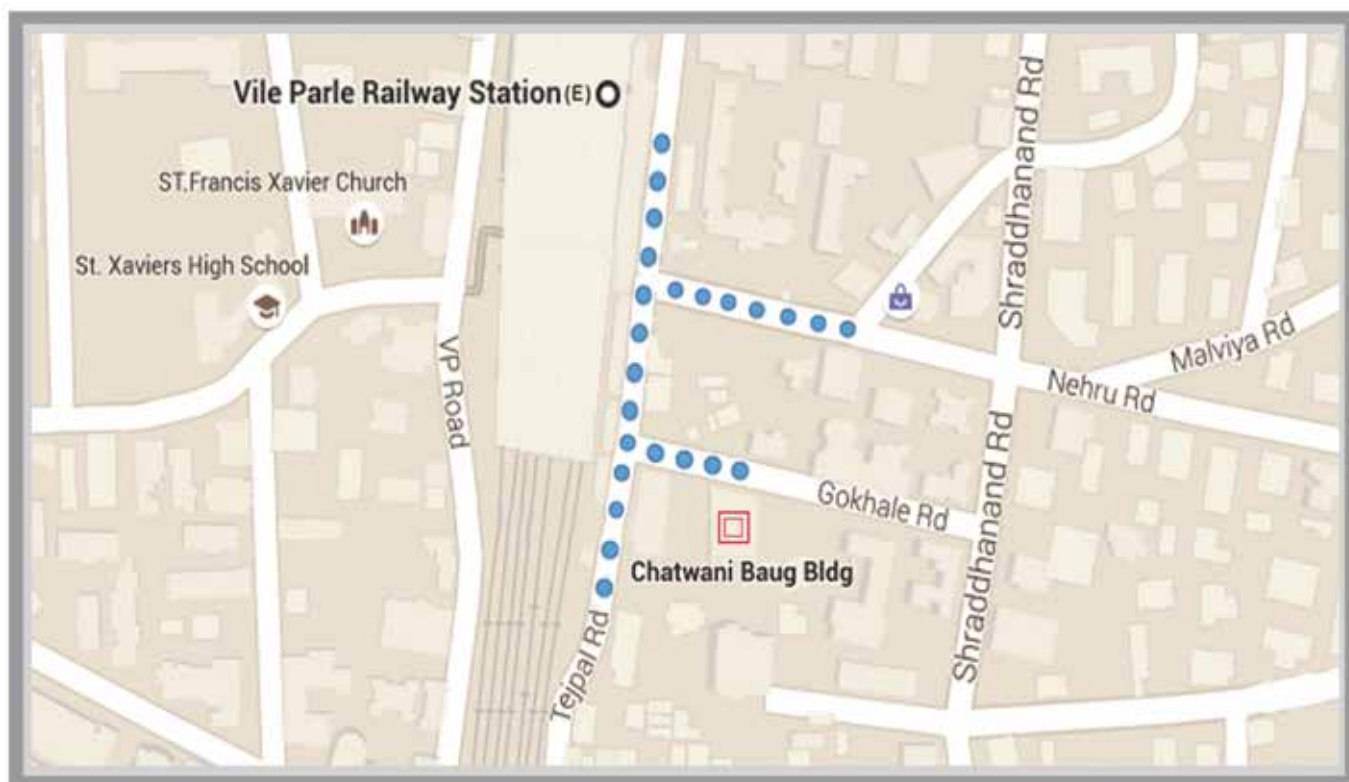 Vile Parle Railway Station (E)
ST.Francis Xavier Church
St. Xaviers High School
VP Road
Shraddhanand Rd
Malviya Rd
Nehru Rd
Gokhale Rd
Shraddhanand Rd
Chatwani Baug Bldg
Tejpal Rd